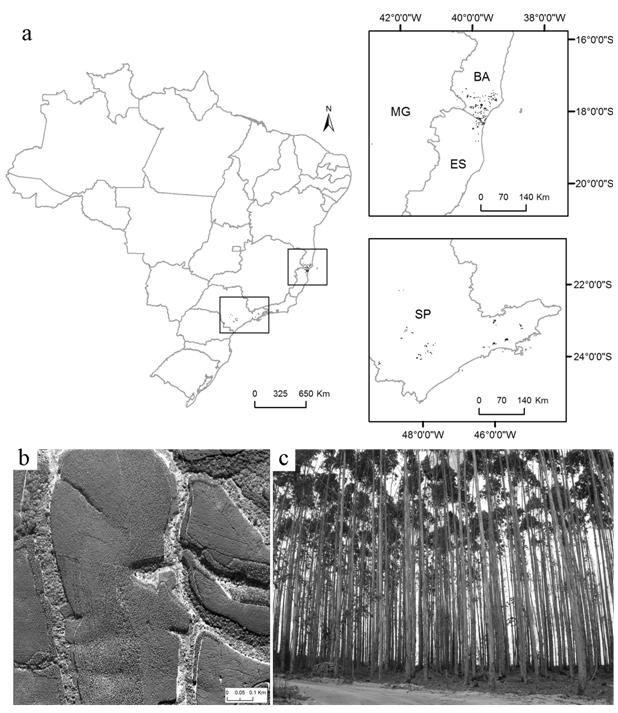 a
N
0 325 650 Km
42°0'0"W 40°0'0"W 38°0'0"W
16°0'0"S
BA
MG
18°0'0"S
ES
20°0'0"S
0 70 140 Km
22°0'0"S
SP
24°0'0"S
0 70 140 Km
48°0'0"W 46°0'0"W
b
0 0.05 0.1 Km
c